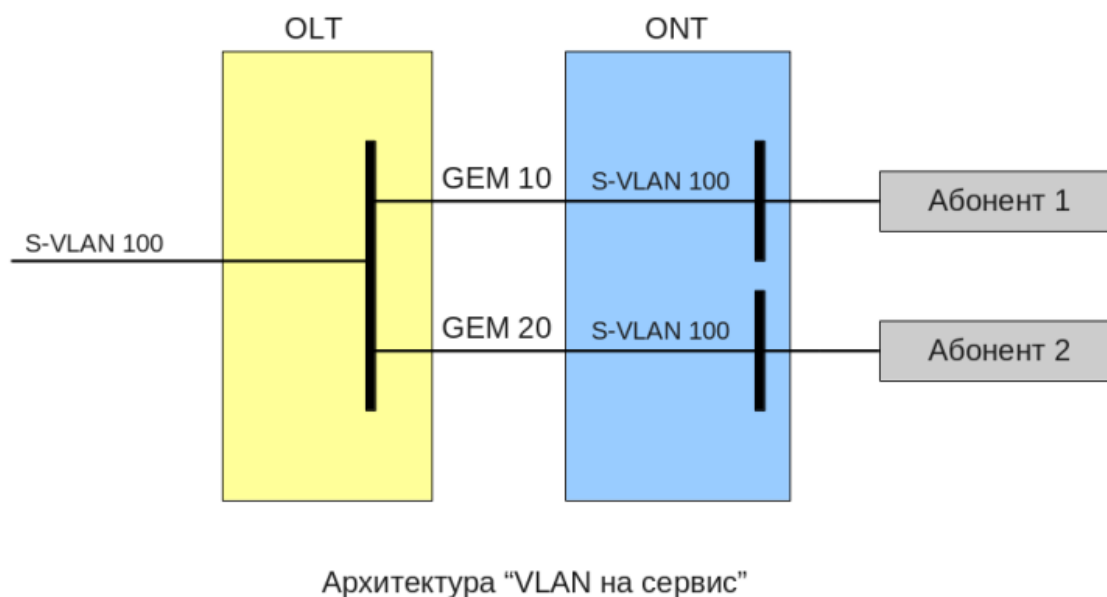 OLT
ONT
GEM 10
S-VLAN 100
Абонент 1
S-VLAN 100
GEM 20
S-VLAN 100
Абонент 2
Архитектура “VLAN на сервис”